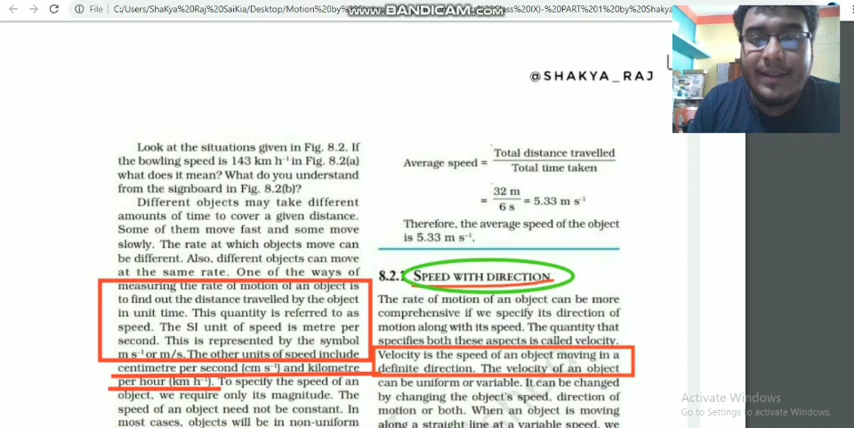 File
C:/Users/ShaKya%20Raj%20SaiKia/Desktop/Motion%20by%
www.BANDICAM.com
ass%20IX)-%20PART%201%20by%20Shakya
@SHAKYA_RAJ
Look at the situations given in Fig. 8.2. If
the bowling speed is 143 km h⁻¹ in Fig. 8.2(a)
what does it mean? What do you understand
from the signboard in Fig. 8.2(b)?
Different objects may take different
amounts of time to cover a given distance.
Some of them move fast and some move
slowly. The rate at which objects move can
be different. Also, different objects can move
at the same rate. One of the ways of
measuring the rate of motion of an object is
to find out the distance travelled by the object
in unit time. This quantity is referred to as
speed. The SI unit of speed is metre per
second. This is represented by the symbol
m s⁻¹ or m/s. The other units of speed include
centimetre per second (cm s⁻¹) and kilometre
per hour (km h⁻¹). To specify the speed of an
object, we require only its magnitude. The
speed of an object need not be constant. In
most cases, objects will be in non-uniform
Average speed = Total distance travelled
Total time taken
= 32 m
6 s
= 5.33 m s⁻¹
Therefore, the average speed of the object
is 5.33 m s⁻¹.
8.2.1 SPEED WITH DIRECTION
The rate of motion of an object can be more
comprehensive if we specify its direction of
motion along with its speed. The quantity that
specifies both these aspects is called velocity.
Velocity is the speed of an object moving in a
definite direction. The velocity of an object
can be uniform or variable. It can be changed
by changing the object's speed, direction of
motion or both. When an object is moving
along a straight line at a variable speed, we
Activate Windows
Go to Settings to activate Windows.